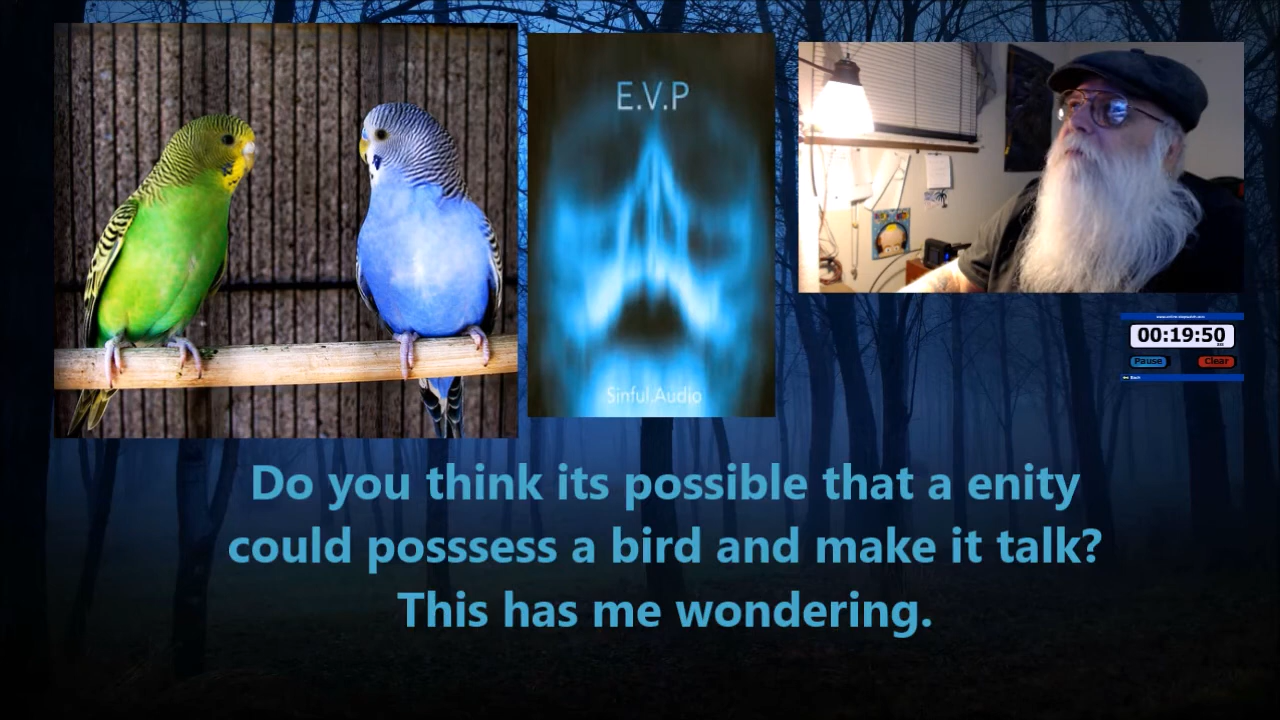 E.V.P
Sinful.Audio
00:19:50
Pause
Clear
Back
Do you think its possible that a enity
could posssess a bird and make it talk?
This has me wondering.